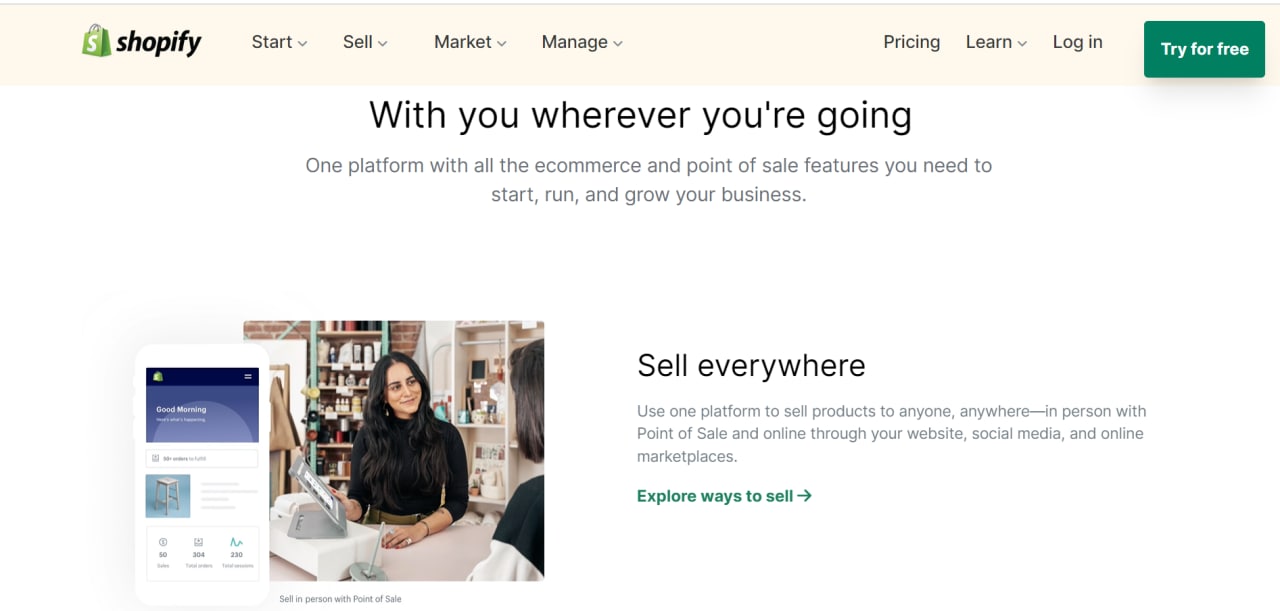 shopify
Start
Sell
Market
Manage
Pricing
Learn
Log in
Try for free
With you wherever you're going
One platform with all the ecommerce and point of sale features you need to
start, run, and grow your business.
Good Morning
Here's what's happening.
50+ orders to fulfill
50
304
230
Sales
Total orders
Total sessions
Sell in person with Point of Sale
Sell everywhere
Use one platform to sell products to anyone, anywhere—in person with
Point of Sale and online through your website, social media, and online
marketplaces.
Explore ways to sell →